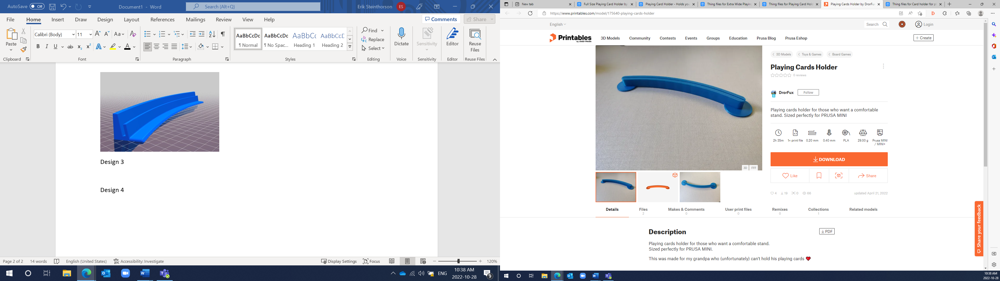 AutoSave Off
Document1 - Word
Search (Alt+Q)
Erik Steinthorson ES
File Home Insert Draw Design Layout References Mailings Review View Help
Comments Share
Paste
Clipboard
Calibri (Body) 11
Font
Paragraph
AaBbCcDc AaBbCcDc AaBbCc AaBbCcD
¶ Normal ¶ No Spac... Heading 1 Heading 2
Styles
Find
Replace
Select
Editing
Dictate
Voice
Sensitivity
Sensitivity
Editor
Editor
Reuse Files
Reuse Files
Design 3
Design 4
Page 2 of 2 14 words English (United States) Accessibility: Investigate
Display Settings Focus 120%
ENG 10:38 AM
2022-10-28 9
New tab
Full Size Playing Card Holder by
Playing Card Holder - Holds you
Thing files for Extra Wide Playing
Thing files for Playing Card Hold
Playing Cards Holder by DrorFux
Thing files for Card holder for pl
https://www.printables.com/model/175640-playing-cards-holder
English
Search
Login
Printables
by JOSEF PRUSA
3D Models Community Contests Events Groups Education Prusa Blog Prusa Eshop
Create
3D Models Toys & Games Board Games
Playing Cards Holder
0 reviews
DrorFux Follow
Playing cards holder for those who want a comfortable
stand. Sized perfectly for PRUSA MINI
2h 35m 1× print file 0.20 mm 0.40 mm PLA 29.00 g Prusa MINI
/ MINI+
DOWNLOAD
Like Share
4 19 0 66 updated April 21, 2022
3D FFF
Details Files Makes & Comments User print files Remixes Collections Related models
2 0 0 0 1
Description
PDF
Playing cards holder for those who want a comfortable stand.
Sized perfectly for PRUSA MINI.
This was made for my grandpa who (unfortunately) can't hold his playing cards
Share your feedback
10:38 AM
2022-10-28